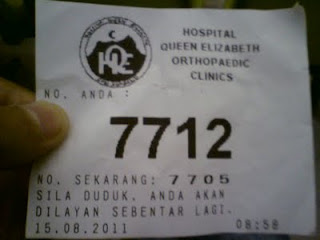 HOSPITAL
QUEEN ELIZABETH
ORTHOPAEDIC
CLINICS
HQE
NO. ANDA :
7712
NO. SEKARANG: 7705
SILA DUDUK. ANDA AKAN
DILAYAN SEBENTAR LAGI.
15.08.2011 08:58